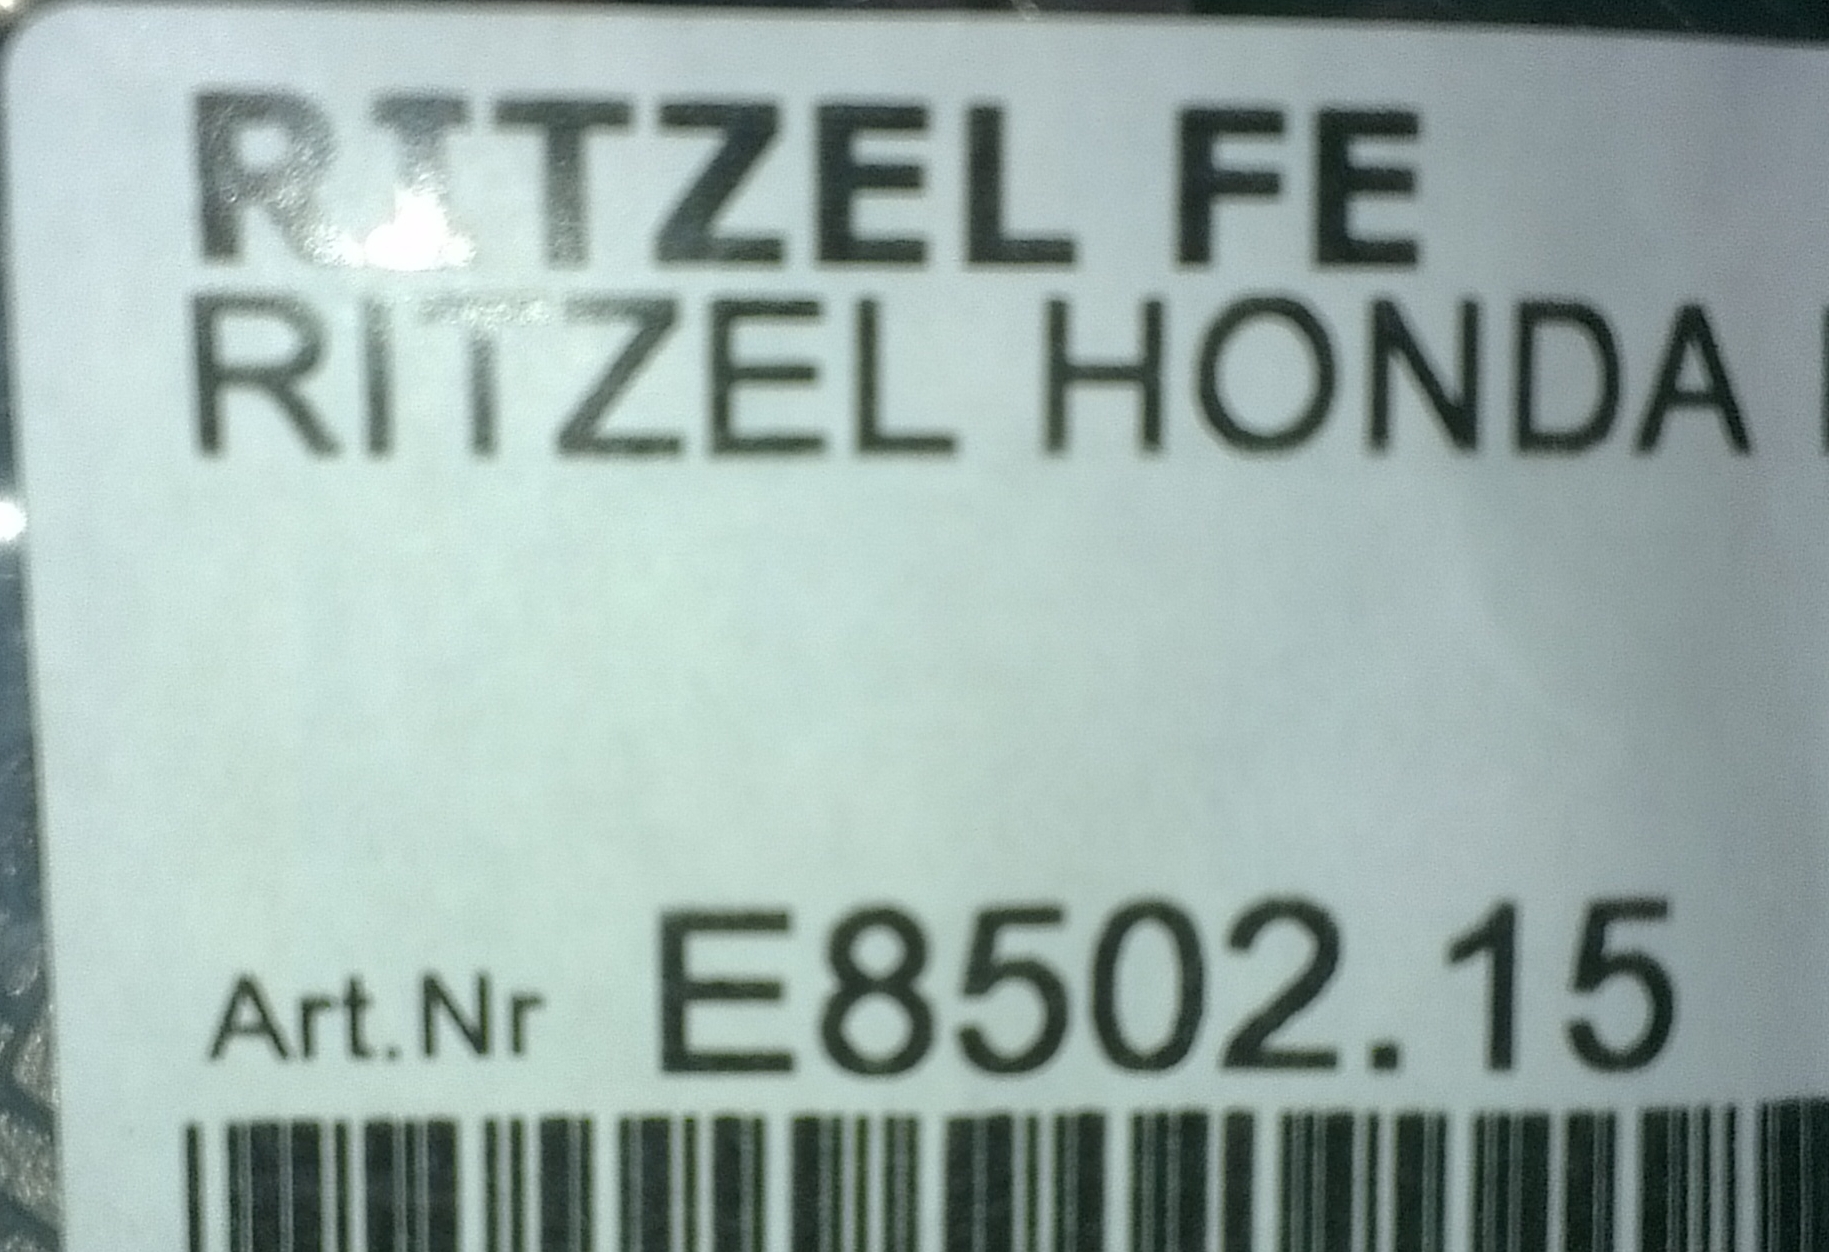 RITZEL FE
RITZEL HONDA
Art.Nr E8502.15